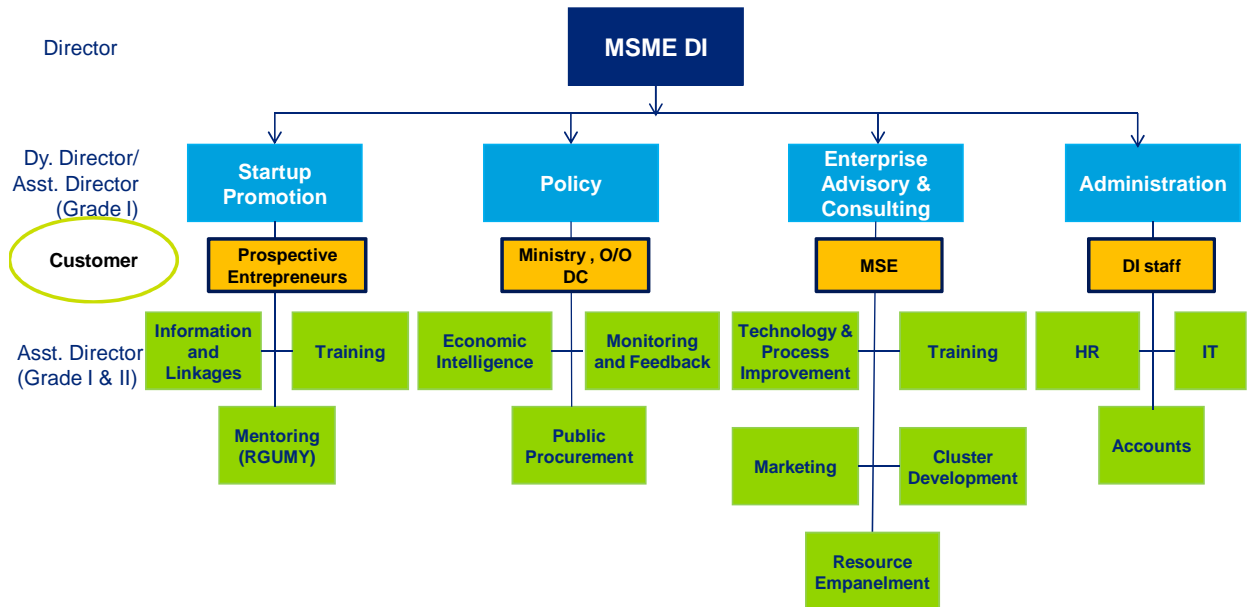 Director
MSME DI
Dy. Director/
Asst. Director
(Grade I)
Startup
Promotion
Policy
Enterprise
Advisory &
Consulting
Administration
Customer
Prospective
Entrepreneurs
Ministry , O/O
DC
MSE
DI staff
Asst. Director
(Grade I & II)
Information
and
Linkages
Training
Economic
Intelligence
Monitoring
and Feedback
Technology &
Process
Improvement
Training
HR
IT
Mentoring
(RGUMY)
Public
Procurement
Marketing
Cluster
Development
Accounts
Resource
Empanelment